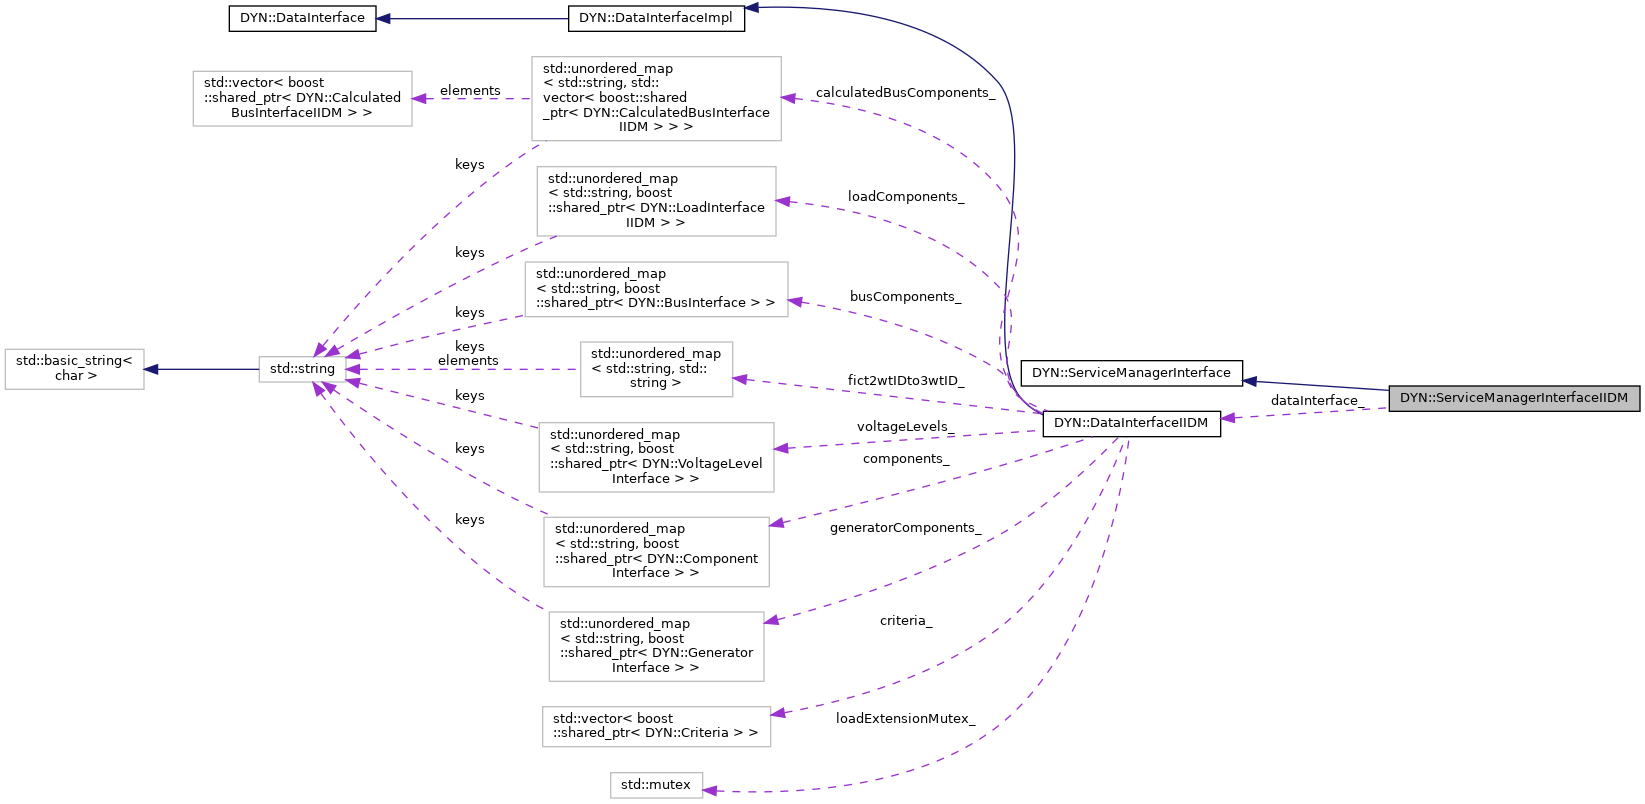 DYN::DataInterface
DYN::DataInterfaceImpl
std::vector< boost
::shared_ptr< DYN::Calculated
BusInterfaceIIDM > >
elements
std::unordered_map
< std::string, std::
vector< boost::shared
_ptr< DYN::CalculatedBusInterface
IIDM > > >
calculatedBusComponents_
keys
std::unordered_map
< std::string, boost
::shared_ptr< DYN::LoadInterface
IIDM > >
loadComponents_
keys
std::unordered_map
< std::string, boost
::shared_ptr< DYN::BusInterface > >
busComponents_
keys
std::basic_string<
char >
std::string
keys
elements
std::unordered_map
< std::string, std::
string >
fict2wtIDto3wtID_
DYN::ServiceManagerInterface
DYN::ServiceManagerInterfaceIIDM
dataInterface_
DYN::DataInterfaceIIDM
keys
std::unordered_map
< std::string, boost
::shared_ptr< DYN::VoltageLevel
Interface > >
voltageLevels_
components_
keys
std::unordered_map
< std::string, boost
::shared_ptr< DYN::Component
Interface > >
generatorComponents_
keys
std::unordered_map
< std::string, boost
::shared_ptr< DYN::Generator
Interface > >
criteria_
std::vector< boost
::shared_ptr< DYN::Criteria > >
loadExtensionMutex_
std::mutex